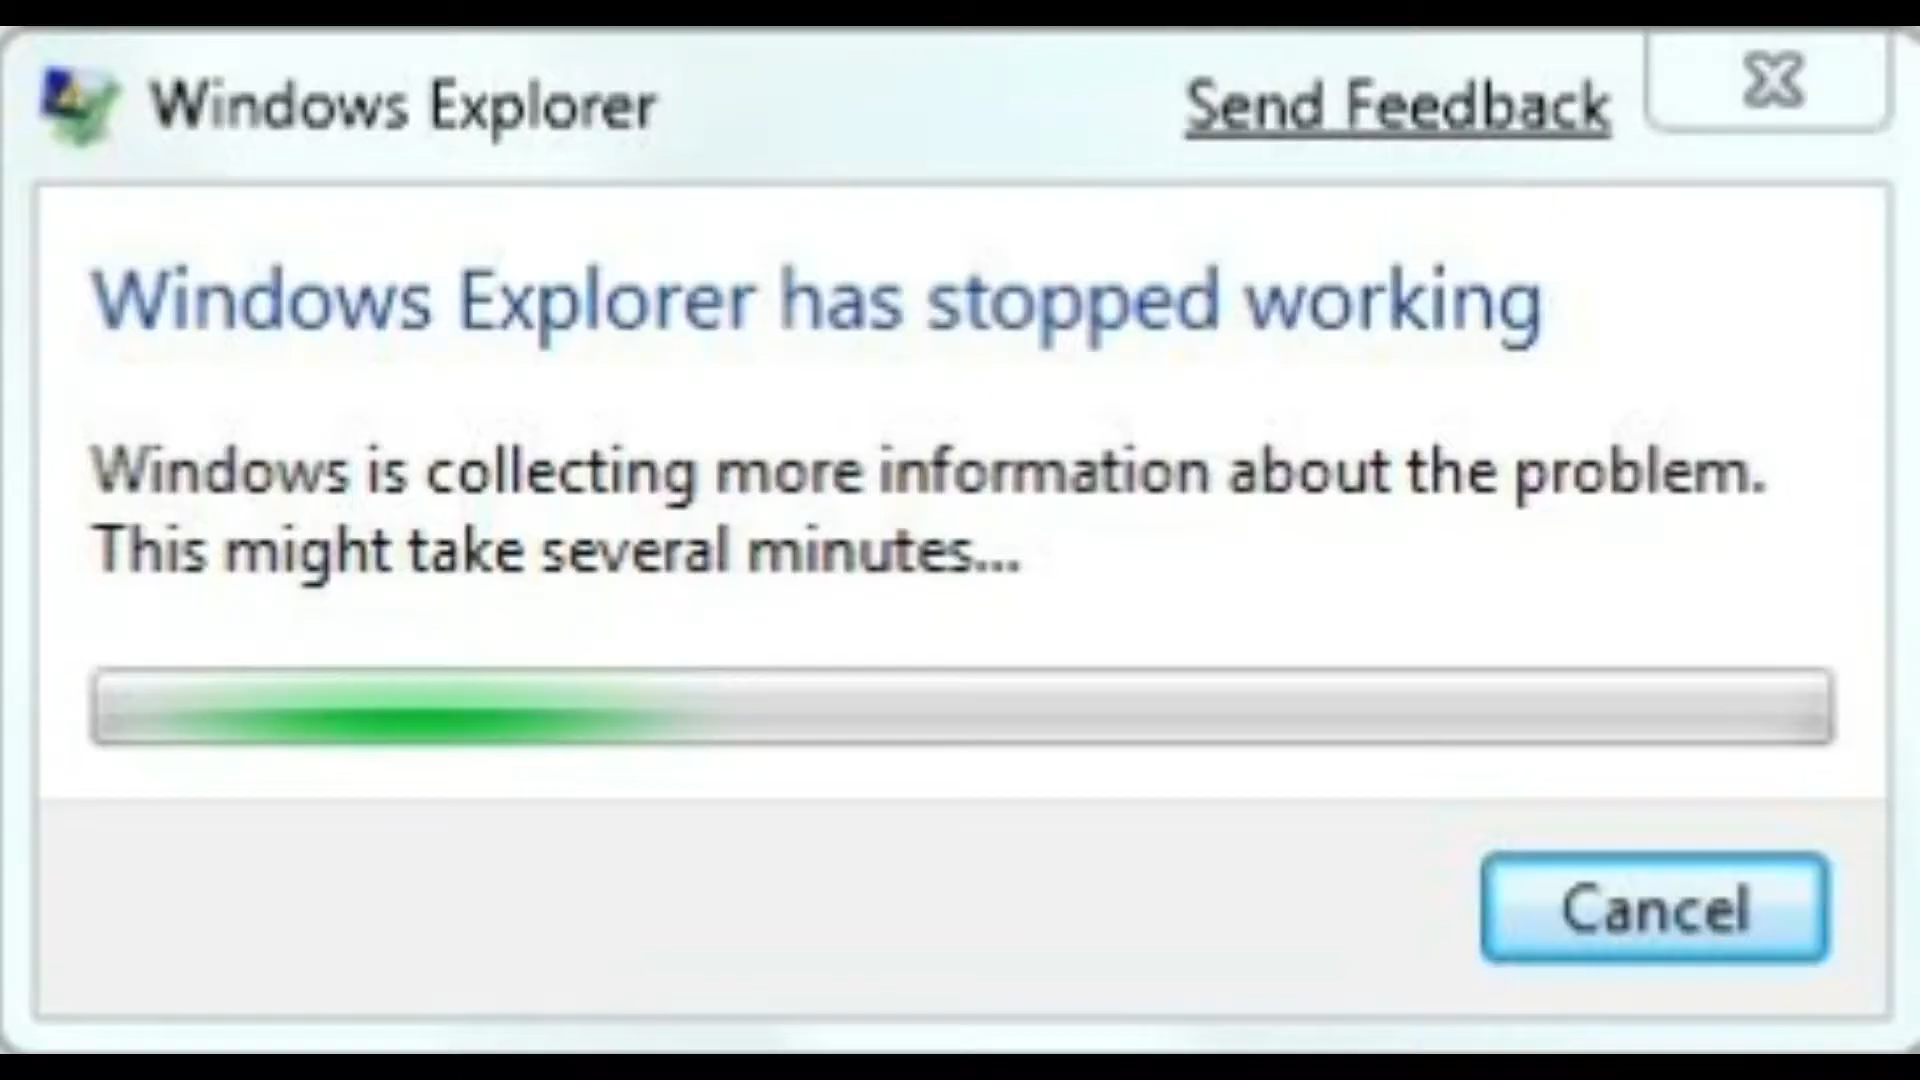 Windows Explorer
Send Feedback
Windows Explorer has stopped working
Windows is collecting more information about the problem.
This might take several minutes...
Cancel